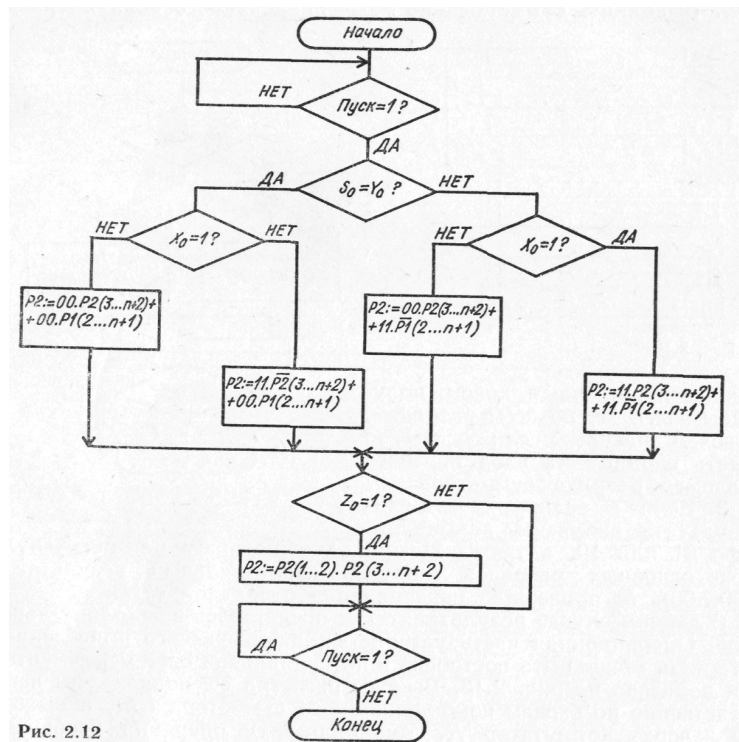 Начало
НЕТ
Пуск=1?
ДА
ДА
S₀=Y₀ ?
НЕТ
НЕТ
X₀=1?
НЕТ
НЕТ
X₀=1?
ДА
P2:=00.P2(3...n+2)+
+00.P1(2...n+1)
P2:=00.P2(3...n+2)+
+11.P̅1̅(2...n+1)
P2:=11.P̅2̅(3...n+2)+
+00.P1(2...n+1)
P2:=11.P2(3...n+2)+
+11.P̅1̅(2...n+1)
Z₀=1?
НЕТ
ДА
P2:=P2(1...2).P2(3...n+2)
ДА
Пуск=1?
НЕТ
Конец
Рис. 2.12